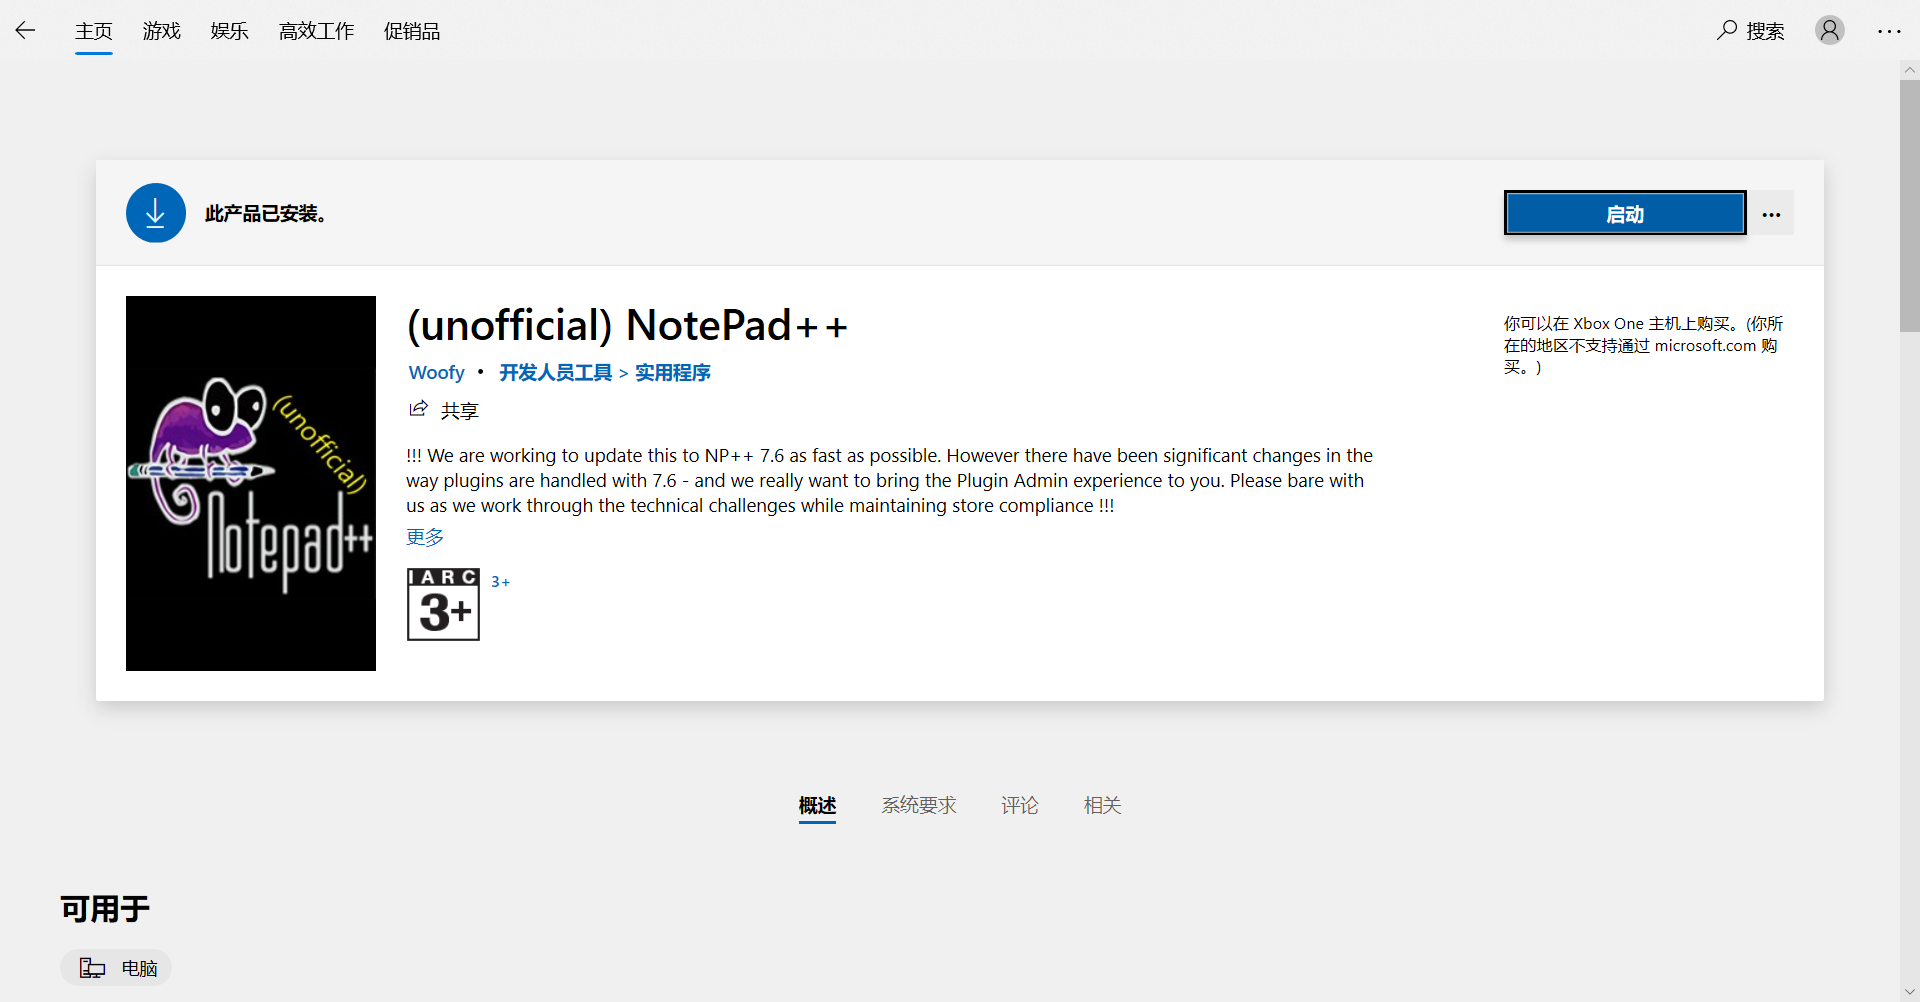 主页 游戏 娱乐 高效工作 促销品 搜索
此产品已安装。
启动
(unofficial) NotePad++
Woofy • 开发人员工具 > 实用程序
共享
!!! We are working to update this to NP++ 7.6 as fast as possible. However there have been significant changes in the
way plugins are handled with 7.6 - and we really want to bring the Plugin Admin experience to you. Please bare with
us as we work through the technical challenges while maintaining store compliance !!!
更多
IARC
3+
3+
(unofficial)
Notepad++
你可以在 Xbox One 主机上购买。(你所
在的地区不支持通过 microsoft.com 购
买。)
概述 系统要求 评论 相关
可用于
电脑